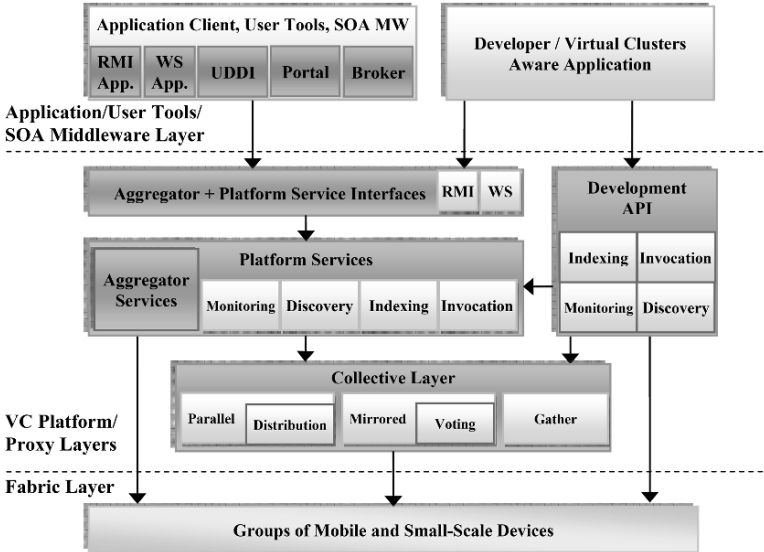 Application Client, User Tools, SOA MW
RMI
App.
WS
App.
UDDI
Portal
Broker
Developer / Virtual Clusters
Aware Application
Application/User Tools/
SOA Middleware Layer
Aggregator + Platform Service Interfaces
RMI
WS
Development
API
Indexing
Invocation
Monitoring
Discovery
Platform Services
Aggregator
Services
Monitoring
Discovery
Indexing
Invocation
Collective Layer
Parallel
Distribution
Mirrored
Voting
Gather
VC Platform/
Proxy Layers
Fabric Layer
Groups of Mobile and Small-Scale Devices